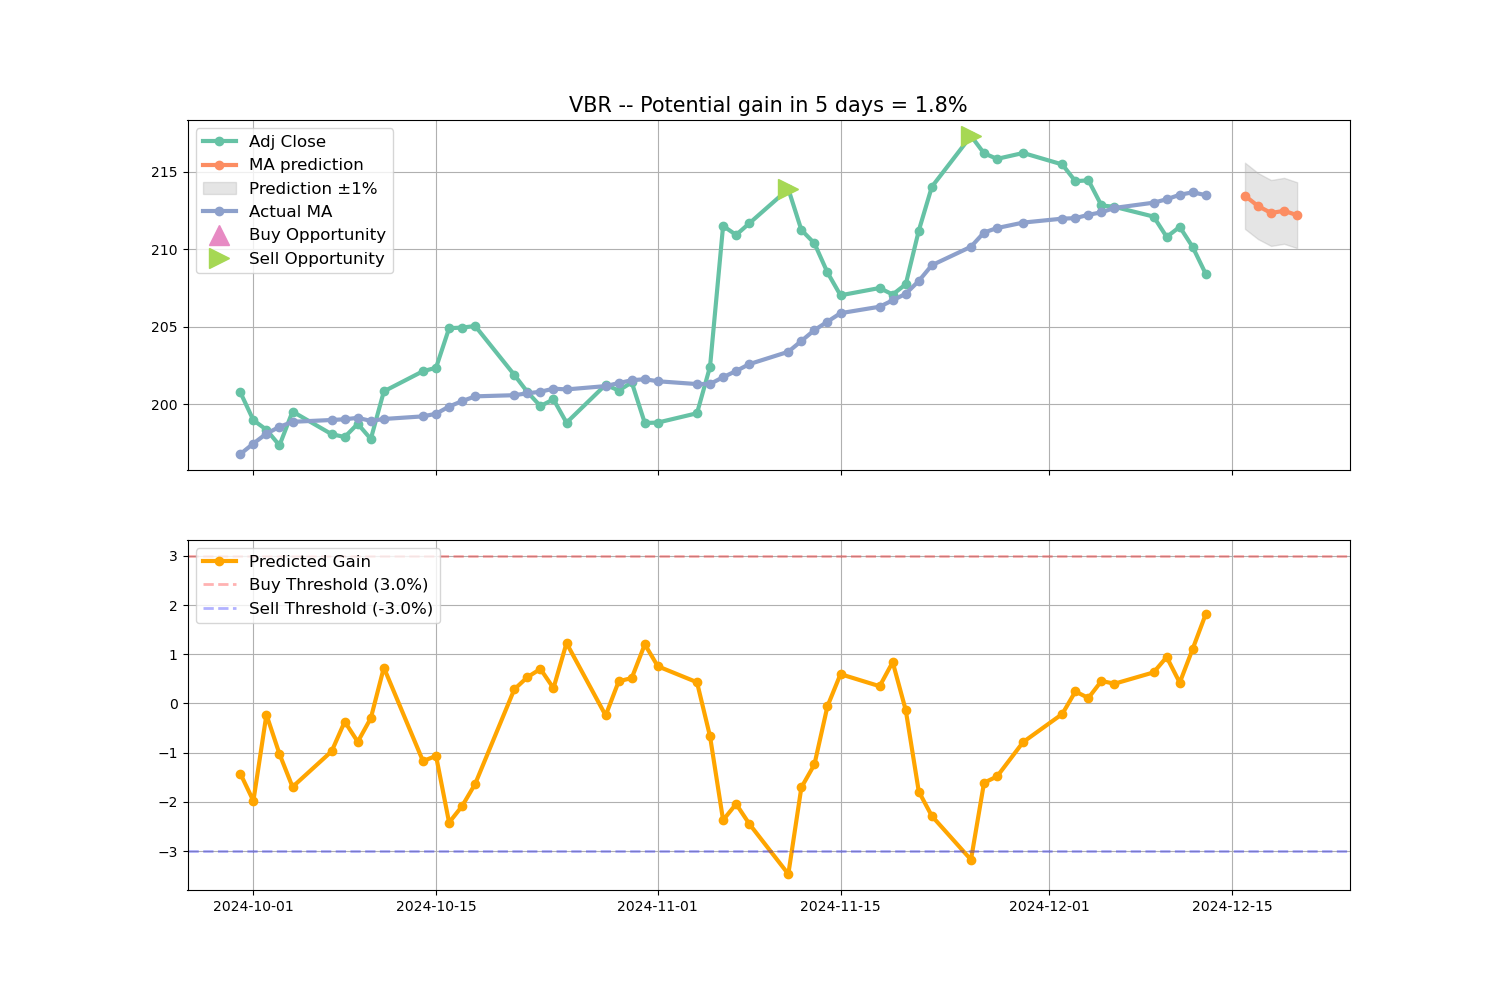 VBR -- Potential gain in 5 days = 1.8%
Adj Close
MA prediction
Prediction ±1%
Actual MA
Buy Opportunity
Sell Opportunity
215
210
205
200
Predicted Gain
Buy Threshold (3.0%)
Sell Threshold (-3.0%)
3
2
1
0
−1
−2
−3
2024-10-01
2024-10-15
2024-11-01
2024-11-15
2024-12-01
2024-12-15